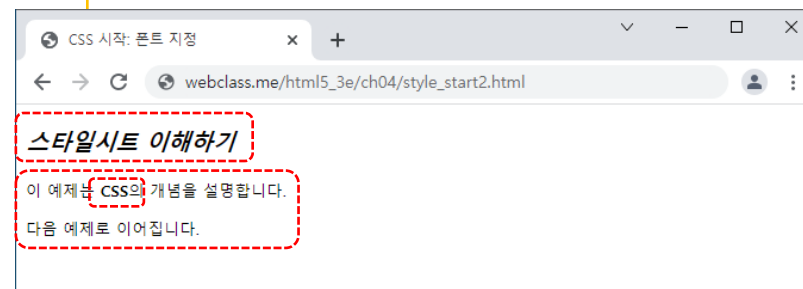 CSS 시작: 폰트 지정
webclass.me/html5_3e/ch04/style_start2.html
스타일시트 이해하기
이 예제는 CSS의 개념을 설명합니다.
다음 예제로 이어집니다.